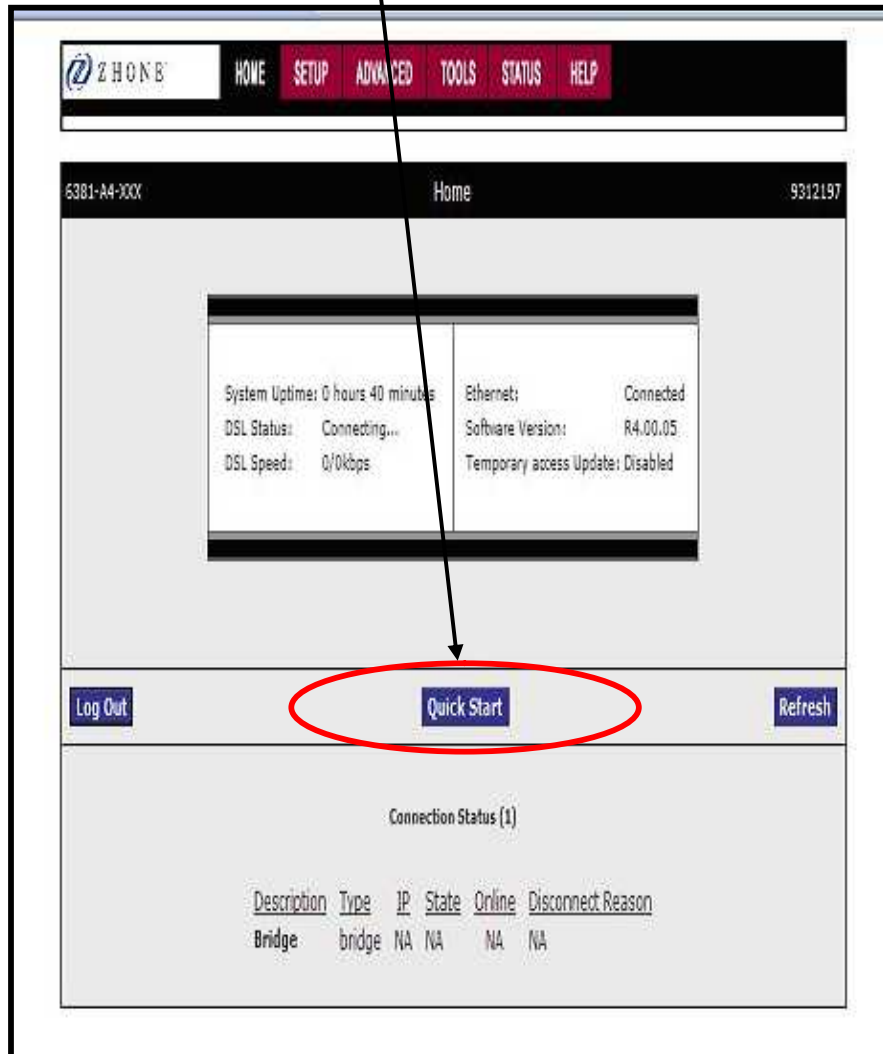 ZHONE
HOME SETUP ADVANCED TOOLS STATUS HELP
6381-A4-XXX Home 9312197
System Uptime: 0 hours 40 minutes Ethernet: Connected
DSL Status: Connecting... Software Version: R4.00.05
DSL Speed: 0/0kbps Temporary access Update: Disabled
Log Out Quick Start Refresh
Connection Status (1)
Description Type IP State Online Disconnect Reason
Bridge bridge NA NA NA NA